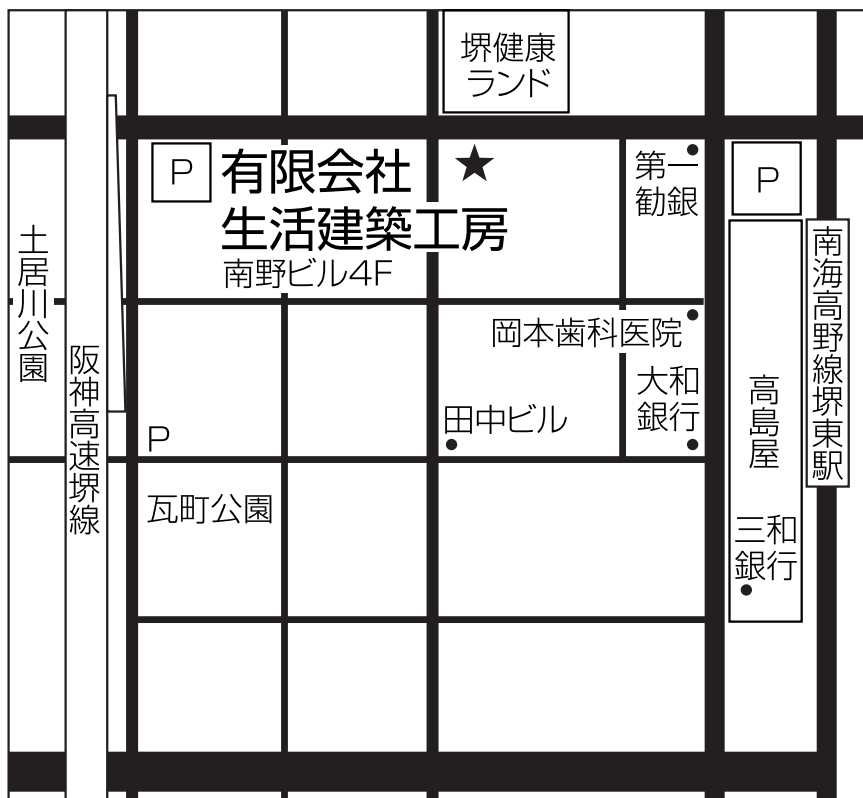 堺健康
ランド
P
有限会社
生活建築工房
南野ビル4F
第一
勧銀
P
土居川公園
阪神高速堺線
岡本歯科医院
大和
銀行
田中ビル
P
瓦町公園
高島屋
三和
銀行
南海高野線堺東駅